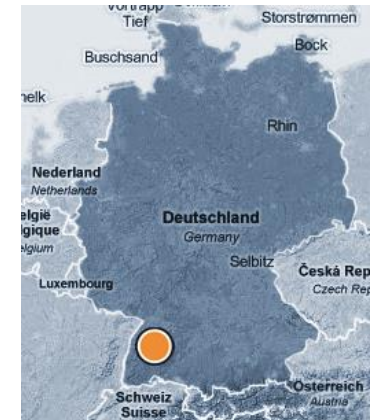 Vortrapp
Tief
Storstrømmen
Bock
Buschsand
Rhin
Nederland
Netherlands
Deutschland
Germany
Selbitz
Česká Rep
Czech Rep
Luxembourg
Österreich
Austria
Schweiz
Suisse